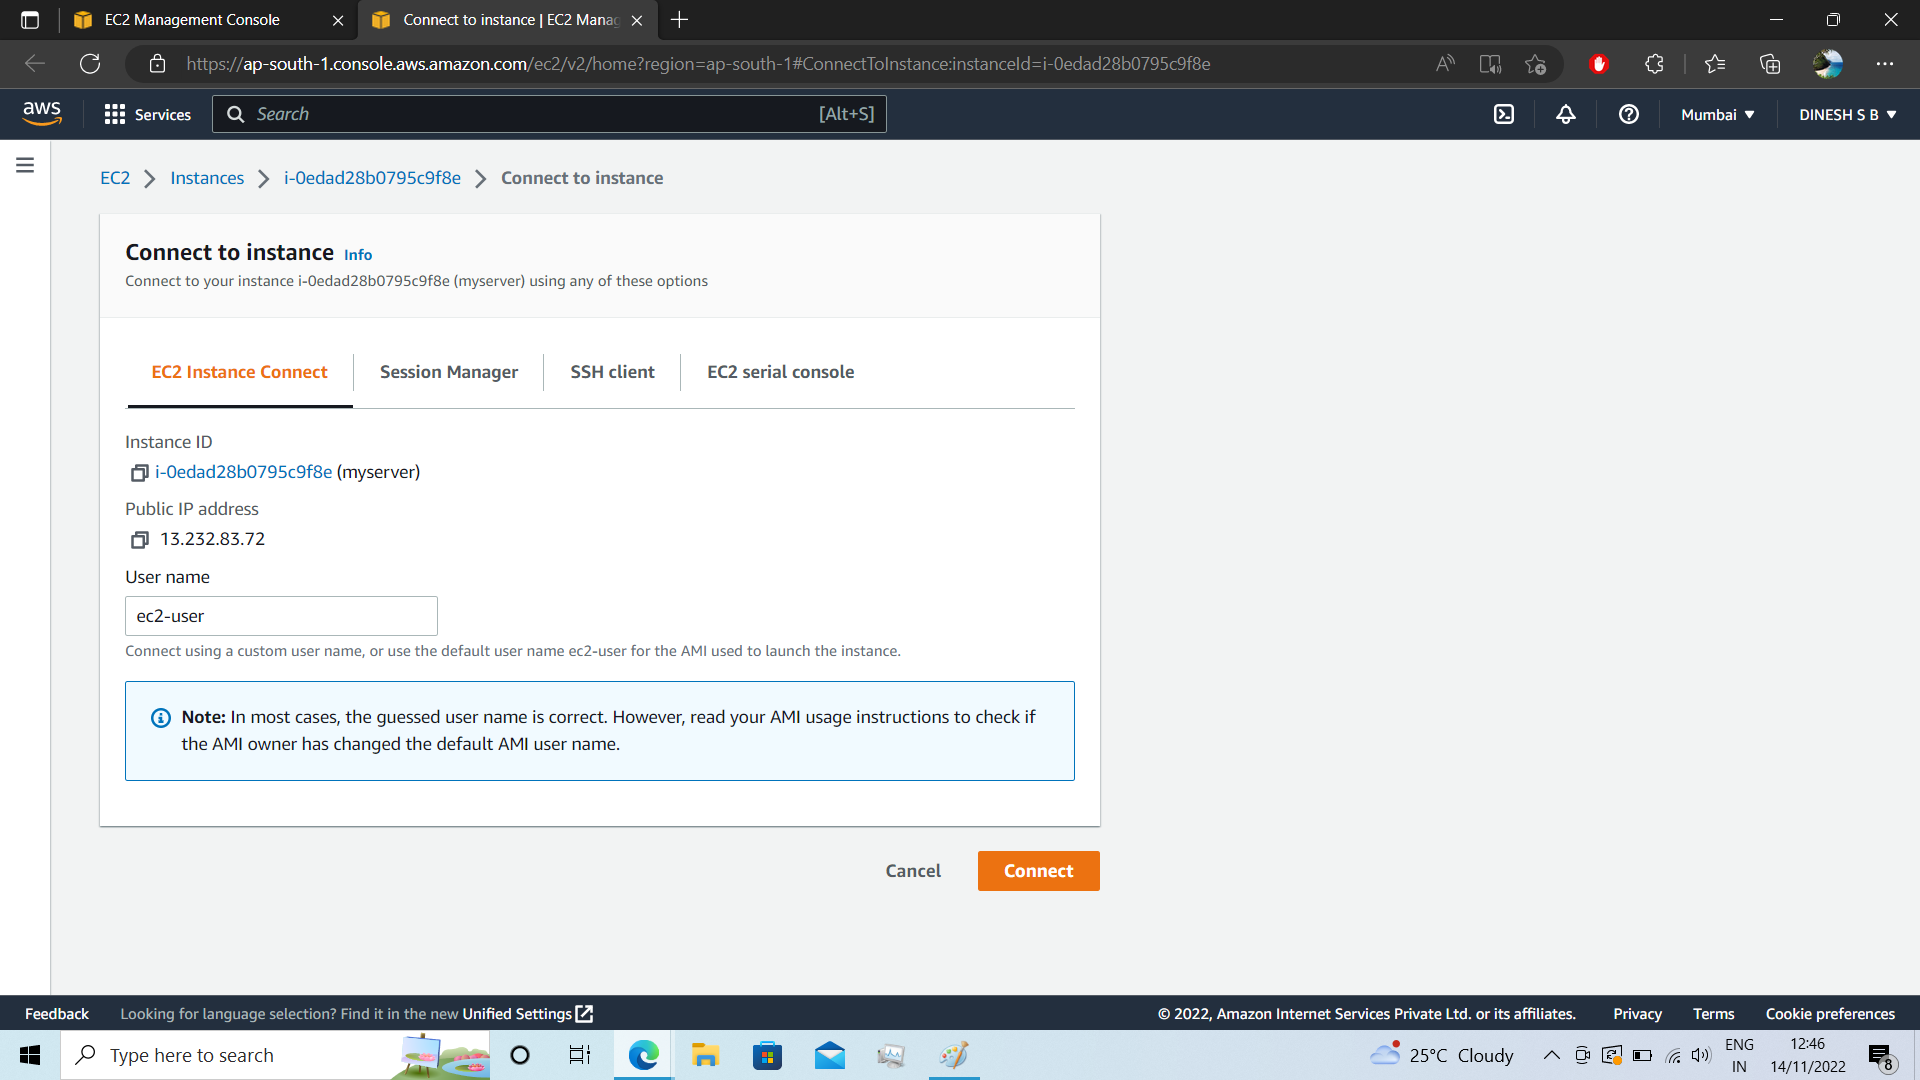 EC2 Management Console
Connect to instance | EC2 Manag
https://ap-south-1.console.aws.amazon.com/ec2/v2/home?region=ap-south-1#ConnectToInstance:instanceId=i-0edad28b0795c9f8e
aws
Services
Search
[Alt+S]
Mumbai
DINESH S B
EC2 > Instances > i-0edad28b0795c9f8e > Connect to instance
Connect to instance Info
Connect to your instance i-0edad28b0795c9f8e (myserver) using any of these options
EC2 Instance Connect
Session Manager
SSH client
EC2 serial console
Instance ID
i-0edad28b0795c9f8e (myserver)
Public IP address
13.232.83.72
User name
ec2-user
Connect using a custom user name, or use the default user name ec2-user for the AMI used to launch the instance.
Note: In most cases, the guessed user name is correct. However, read your AMI usage instructions to check if
the AMI owner has changed the default AMI user name.
Cancel
Connect
Feedback
Looking for language selection? Find it in the new Unified Settings
© 2022, Amazon Internet Services Private Ltd. or its affiliates.
Privacy
Terms
Cookie preferences
Type here to search
25°C Cloudy
ENG
IN
12:46
14/11/2022
8